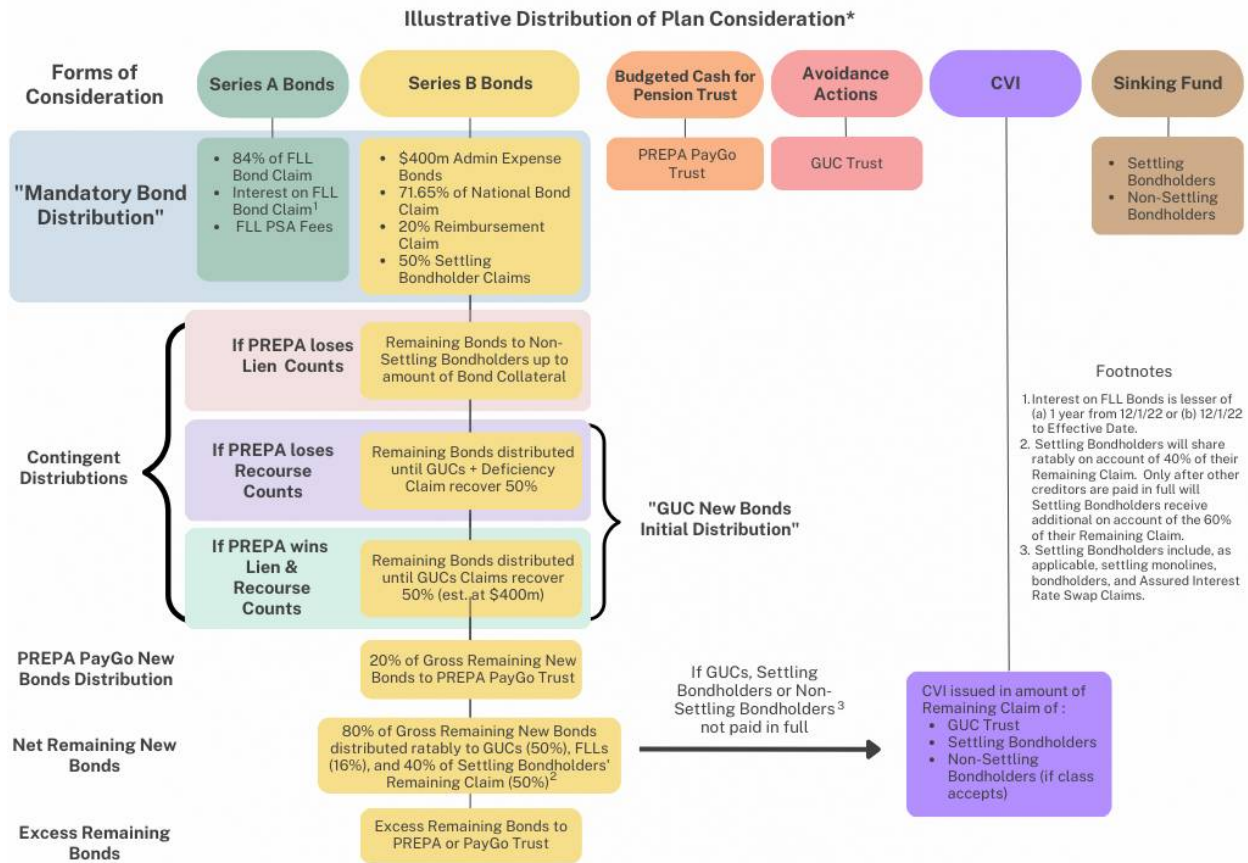 Illustrative Distribution of Plan Consideration*
Forms of
Consideration
Series A Bonds
Series B Bonds
Budgeted Cash for
Pension Trust
Avoidance
Actions
CVI
Sinking Fund
"Mandatory Bond
Distribution"
• 84% of FLL
Bond Claim
• Interest on FLL
Bond Claim¹
• FLL PSA Fees
• $400m Admin Expense
Bonds
• 71.65% of National Bond
Claim
• 20% Reimbursement
Claim
• 50% Settling
Bondholder Claims
PREPA PayGo
Trust
GUC Trust
• Settling
Bondholders
• Non-Settling
Bondholders
Contingent
Distriubtions
If PREPA loses
Lien Counts
Remaining Bonds to Non-
Settling Bondholders up to
amount of Bond Collateral
If PREPA loses
Recourse
Counts
Remaining Bonds distributed
until GUCs + Deficiency
Claim recover 50%
If PREPA wins
Lien &
Recourse
Counts
Remaining Bonds distributed
until GUCs Claims recover
50% (est. at $400m)
"GUC New Bonds
Initial Distribution"
Footnotes
1. Interest on FLL Bonds is lesser of
(a) 1 year from 12/1/22 or (b) 12/1/22
to Effective Date.
2. Settling Bondholders will share
ratably on account of 40% of their
Remaining Claim. Only after other
creditors are paid in full will
Settling Bondholders receive
additional on account of the 60%
of their Remaining Claim.
3. Settling Bondholders include, as
applicable, settling monolines,
bondholders, and Assured Interest
Rate Swap Claims.
PREPA PayGo New
Bonds Distribution
20% of Gross Remaining New
Bonds to PREPA PayGo Trust
Net Remaining New
Bonds
80% of Gross Remaining New Bonds
distributed ratably to GUCs (50%), FLLs
(16%), and 40% of Settling Bondholders'
Remaining Claim (50%)²
If GUCs, Settling
Bondholders or Non-
Settling Bondholders³
not paid in full
CVI issued in amount of
Remaining Claim of :
• GUC Trust
• Settling Bondholders
• Non-Settling
Bondholders (if class
accepts)
Excess Remaining
Bonds
Excess Remaining Bonds to
PREPA or PayGo Trust